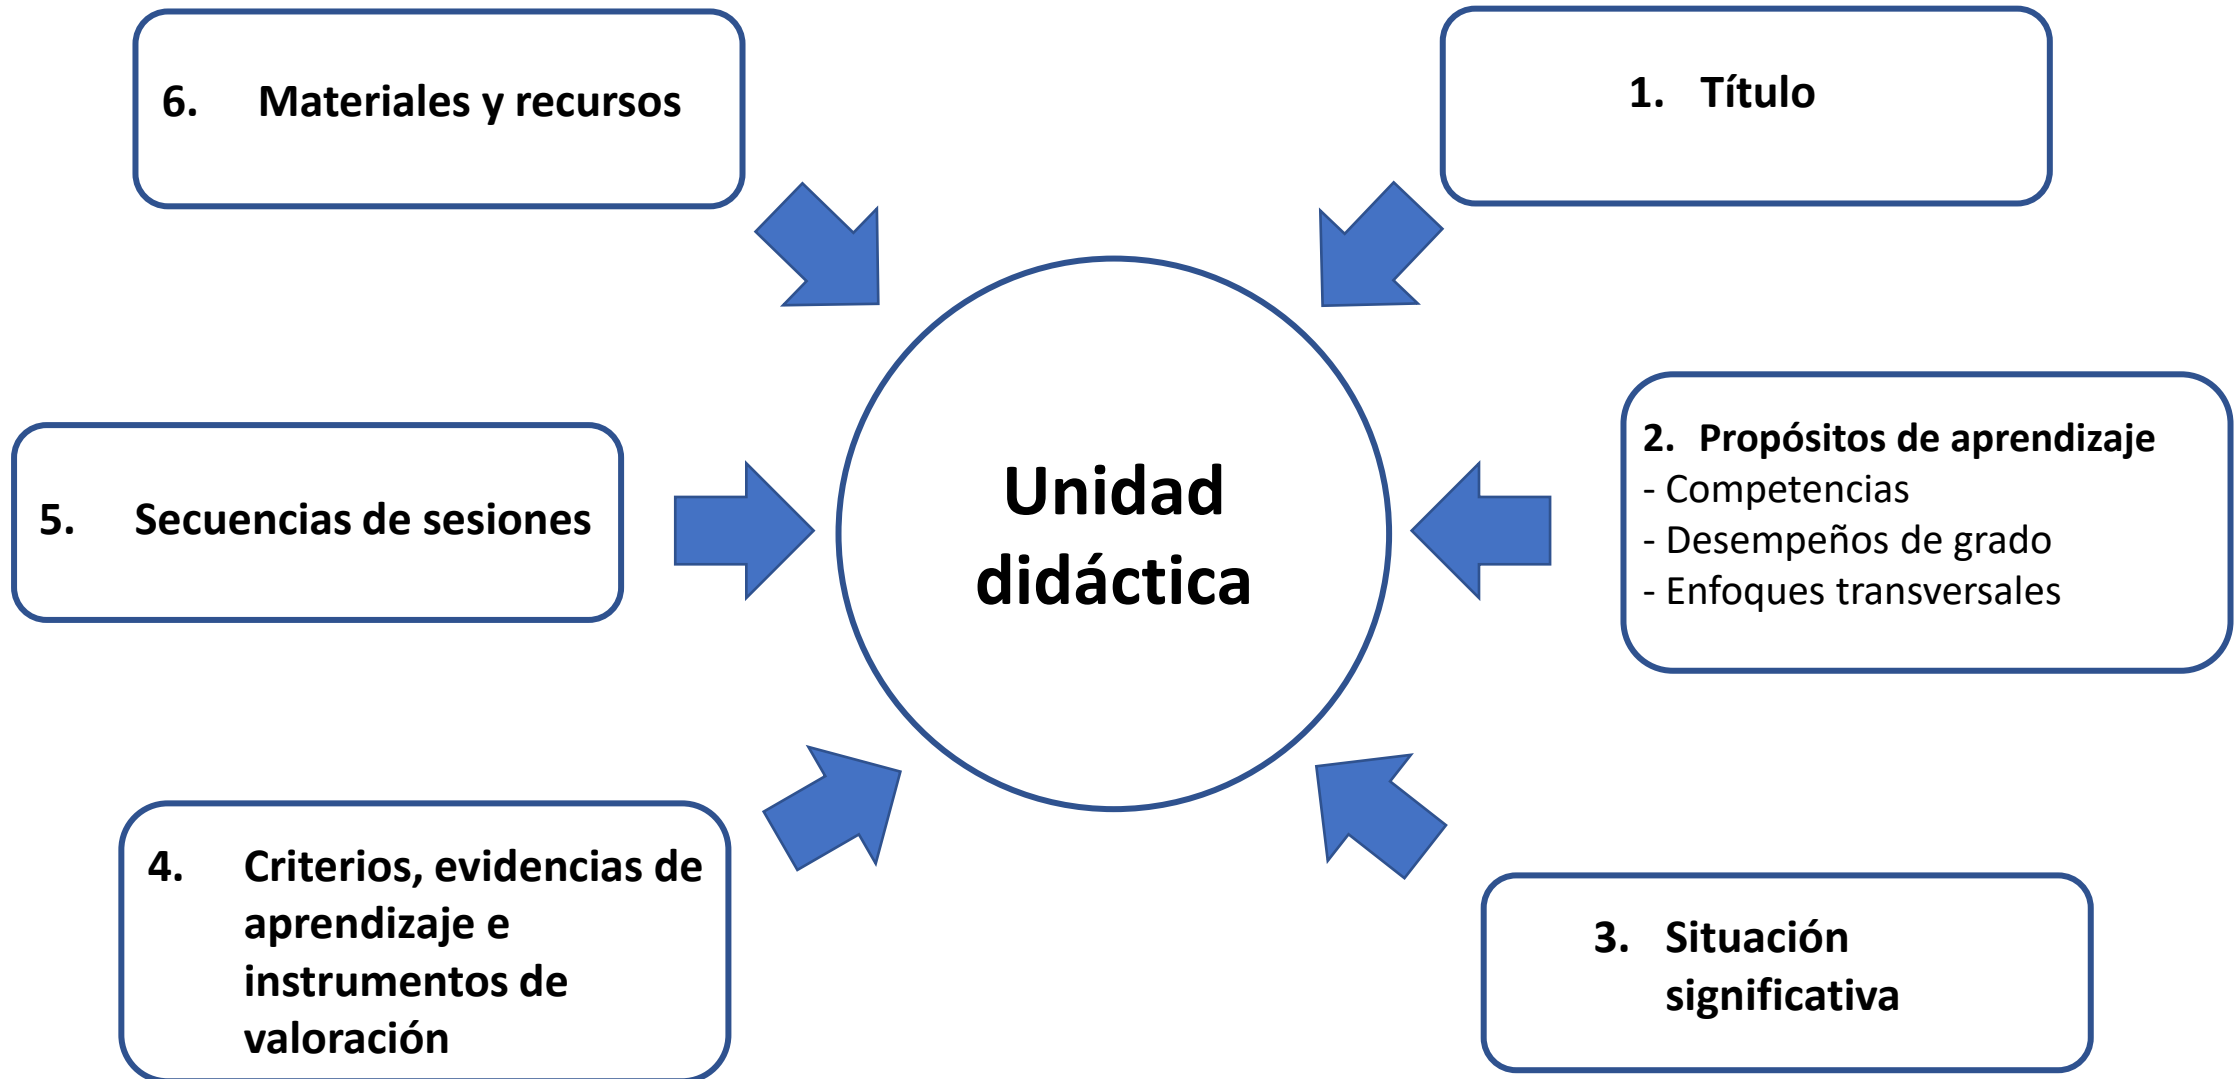 1. Título
2. Propósitos de aprendizaje
- Competencias
- Desempeños de grado
- Enfoques transversales
3. Situación
significativa
4. Criterios, evidencias de
aprendizaje e
instrumentos de
valoración
5. Secuencias de sesiones
6. Materiales y recursos
Unidad
didáctica